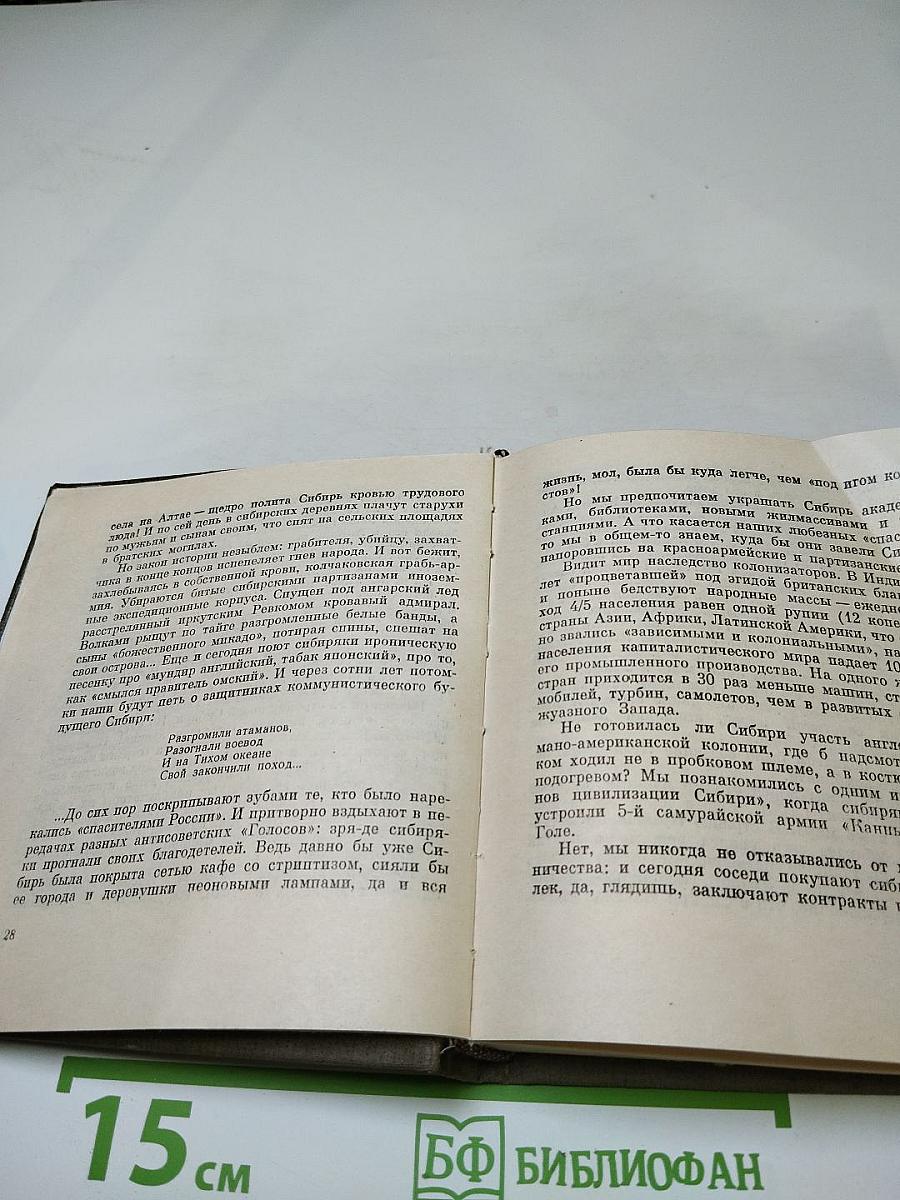 села на Алтае — щедро полита Сибирь кровью трудового
люда! И по сей день в сибирских деревнях плачут старухи
по мужьям и сынам своим, что спят на сельских площадях
в братских могилах.
Но закон истории незыблем: грабителя, убийцу, захват-
чика в конце концов испепеляет гнев народа. И вот бежит,
захлебываясь в собственной крови, колчаковская грабь-ар-
мия. Убираются битые сибирскими партизанами инозем-
ные экспедиционные корпуса. Спущен под ангарский лед
расстрелянный иркутским Ревкомом кровавый адмирал.
Волками рыщут по тайге разгромленные белые банды, а
сыны «божественного микадо», потирая спины, спешат на
свои острова... Еще и сегодня поют сибиряки ироническую
песенку про «мундир английский, табак японский», про то,
как «смылся правитель омский». И через сотни лет потом-
ки наши будут петь о защитниках коммунистического бу-
дущего Сибири:
Разгромили атаманов,
Разогнали воевод
И на Тихом океане
Свой закончили поход...
...До сих пор поскрипывают зубами те, кто было наре-
кались «спасителями России». И притворно вздыхают в пе-
редачах разных антисоветских «Голосов»: зря-де сибиря-
ки прогнали своих благодетелей. Ведь давно бы уже Си-
бирь была покрыта сетью кафе со стриптизом, сияли бы
ее города и деревушки неоновыми лампами, да и вся
28
жизнь, мол, была бы куда легче, чем «под игом ко
стов»!
Но мы предпочитаем украшать Сибирь акаде
ками, библиотеками, новыми жилмассивами и
станциями. А что касается наших любезных «спас
то мы в общем-то знаем, куда бы они завели Си
напоровшись на красноармейские и партизанские
Видит мир наследство колонизаторов. В Инди
лет «процветавшей» под эгидой британских бла
и поныне бедствуют народные массы — ежедне
ход 4/5 населения равен одной рупии (12 копе
страны Азии, Африки, Латинской Америки, что
но звались «зависимыми и колониальными», на
населения капиталистического мира падает 10
его промышленного производства. На одного ж
стран приходится в 30 раз меньше машин, ст
мобилей, турбин, самолетов, чем в развитых
жуазного Запада.
Не готовилась ли Сибири участь англо
мано-американской колонии, где б надсмот
ком ходил не в пробковом шлеме, а в костю
подогревом? Мы познакомились с одним и
нов цивилизации Сибири», когда сибиря
устроили 5-й самурайской армии «Канны
Голе.
Нет, мы никогда не отказывались от
ничества: и сегодня соседи покупают сиб
лек, да, глядишь, заключают контракты
15 см
БФ БИБЛИОФАН